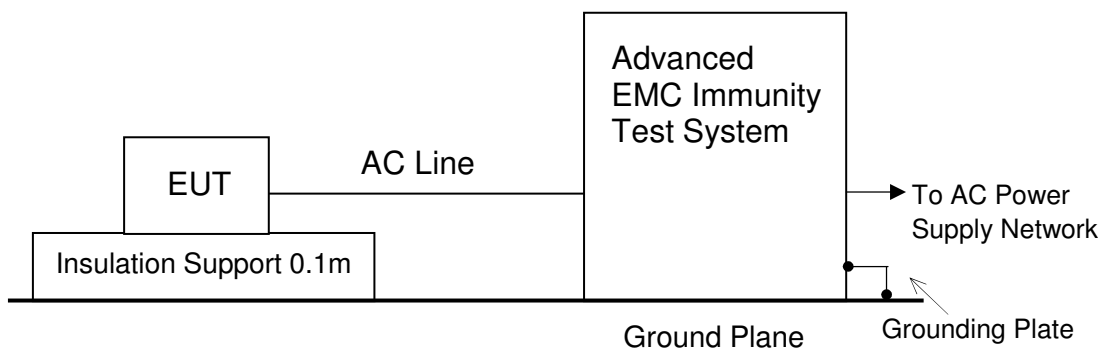 Advanced
EMC Immunity
Test System
EUT
AC Line
To AC Power
Supply Network
Insulation Support 0.1m
Ground Plane
Grounding Plate